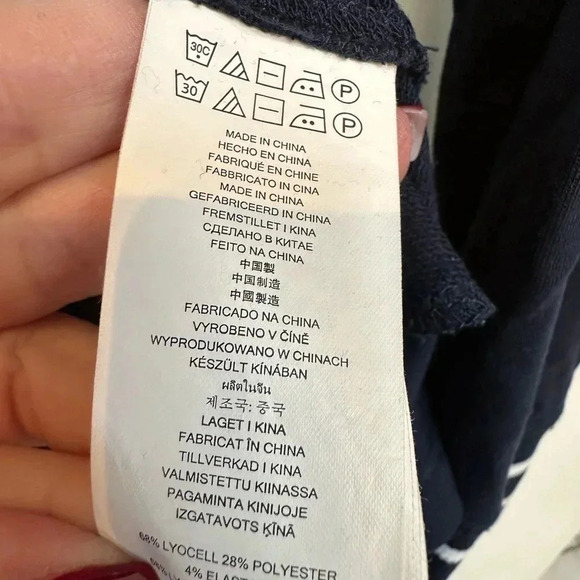 30C P
30 P
MADE IN CHINA
HECHO EN CHINA
FABRIQUÉ EN CHINE
FABBRICATO IN CINA
MADE IN CHINA
GEFABRICEERD IN CHINA
FREMSTILLET I KINA
СДЕЛАНО В КИТАЕ
FEITO NA CHINA
中国製
中国制造
中國製造
FABRICADO NA CHINA
VYROBENO V ČÍNĚ
WYPRODUKOWANO W CHINACH
KÉSZÜLT KÍNÁBAN
ผลิตในจีน
제조국: 중국
LAGET I KINA
FABRICAT ÎN CHINA
TILLVERKAD I KINA
VALMISTETTU KIINASSA
PAGAMINTA KINIJOJE
IZGATAVOTS ĶĪNĀ
68% LYOCELL 28% POLYESTER
4%